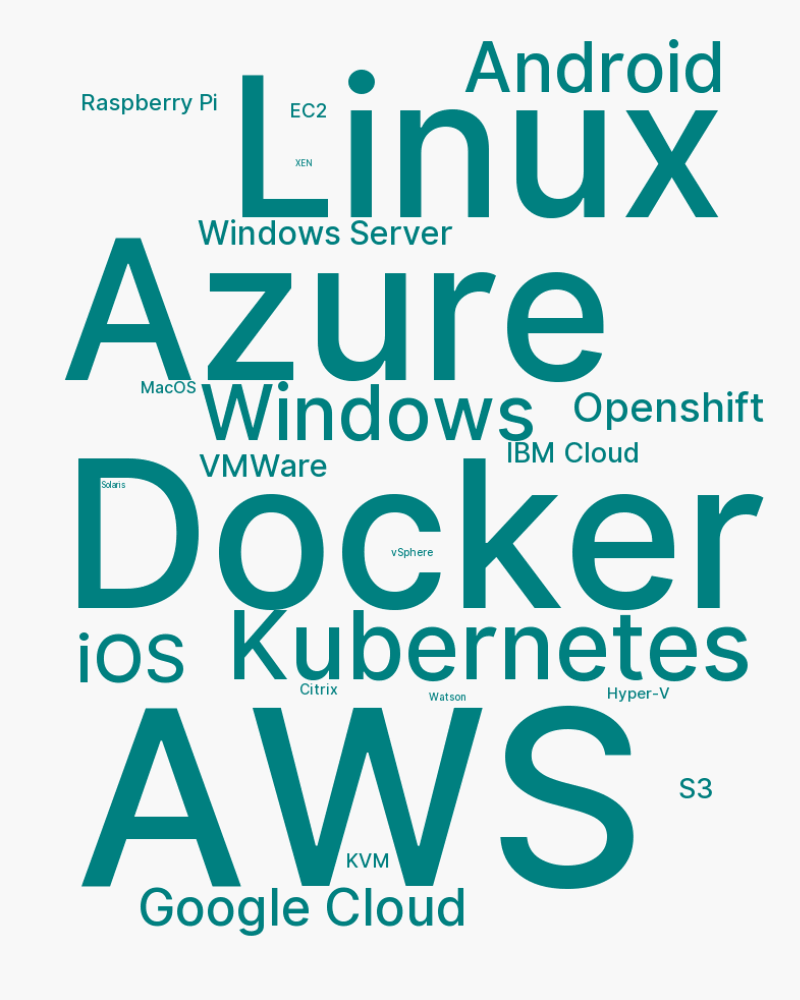 Android
Raspberry Pi
EC2
Linux
XEN
Windows Server
Azure
MacOS
Windows
Openshift
IBM Cloud
VMWare
Solaris
Docker
vSphere
iOS
Kubernetes
Citrix
Watson
Hyper-V
AWS
S3
KVM
Google Cloud